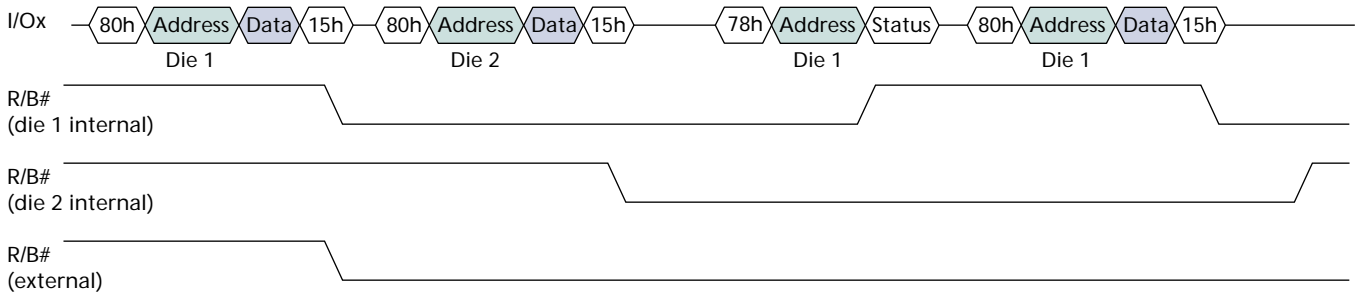 I/Ox 80h Address Data 15h 80h Address Data 15h 78h Address Status 80h Address Data 15h
Die 1 Die 2 Die 1 Die 1
R/B#
(die 1 internal)
R/B#
(die 2 internal)
R/B#
(external)